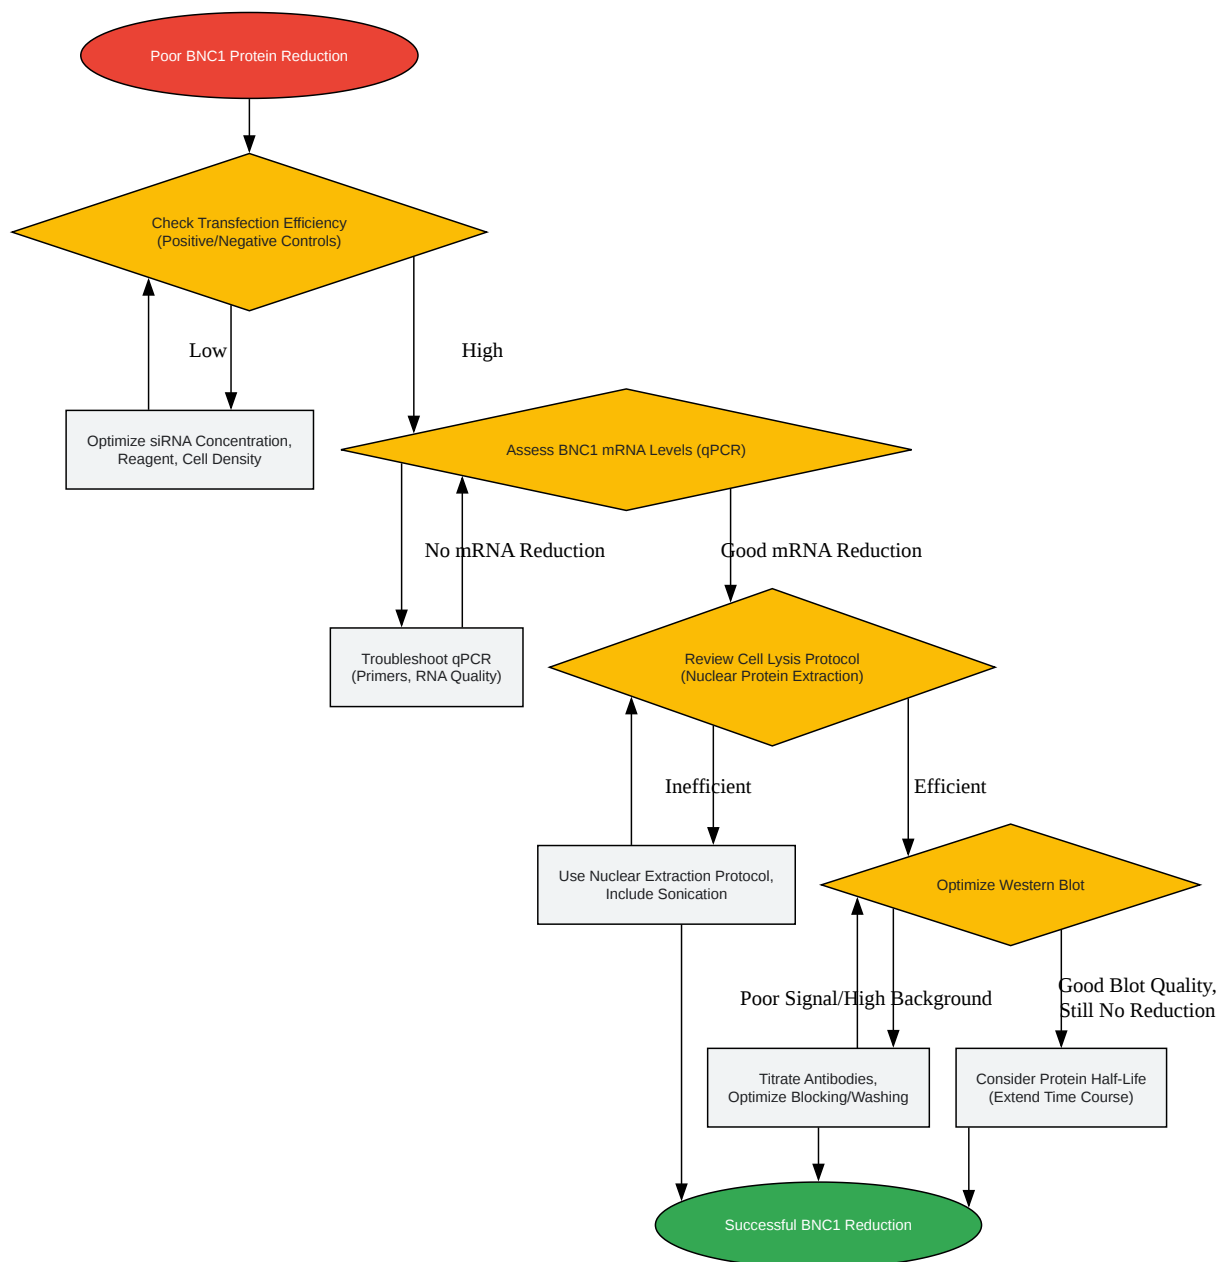 Poor BNC1 Protein Reduction
Check Transfection Efficiency
(Positive/Negative Controls)
Low
High
Optimize siRNA Concentration,
Reagent, Cell Density
Assess BNC1 mRNA Levels (qPCR)
No mRNA Reduction
Good mRNA Reduction
Troubleshoot qPCR
(Primers, RNA Quality)
Review Cell Lysis Protocol
(Nuclear Protein Extraction)
Inefficient
Efficient
Use Nuclear Extraction Protocol,
Include Sonication
Optimize Western Blot
Poor Signal/High Background
Good Blot Quality,
Still No Reduction
Titrate Antibodies,
Optimize Blocking/Washing
Consider Protein Half-Life
(Extend Time Course)
Successful BNC1 Reduction